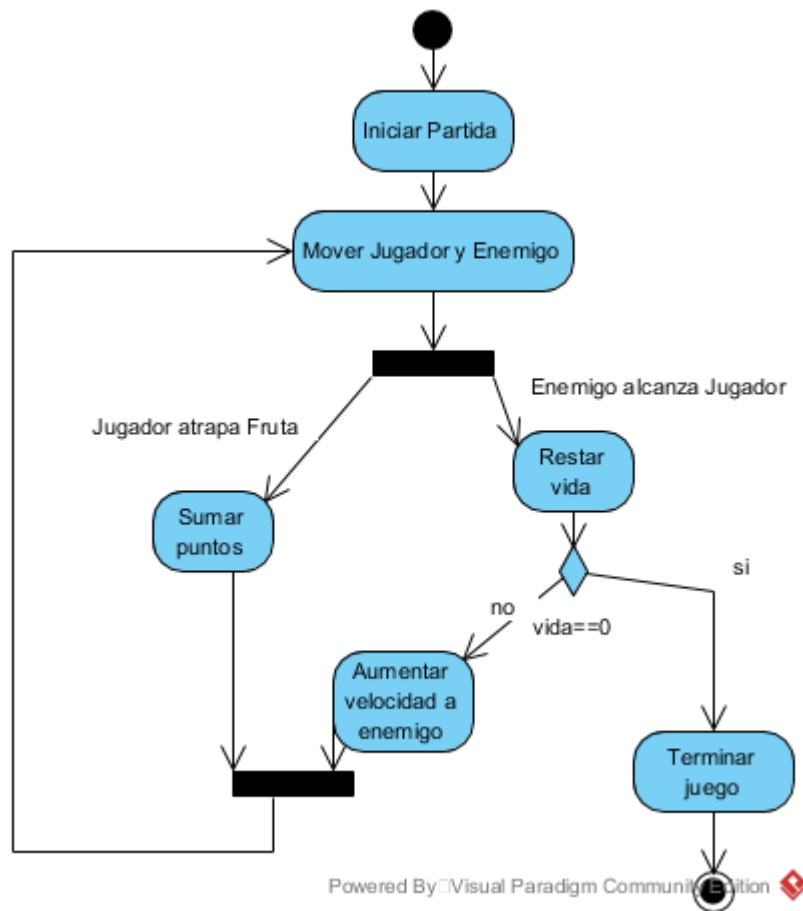 Iniciar Partida
Mover Jugador y Enemigo
Enemigo alcanza Jugador
Jugador atrapa Fruta
Restar
vida
Sumar
puntos
si
no
vida==0
Aumentar
velocidad a
enemigo
Terminar
juego
Powered By Visual Paradigm Community Edition